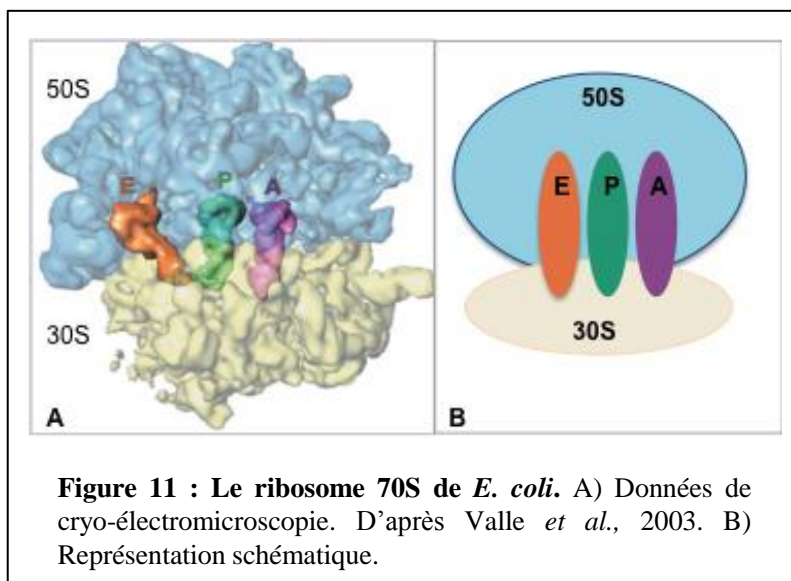 50S
E P A
30S
A
50S
E P A
30S
B
Figure 11 : Le ribosome 70S de E. coli. A) Données de
cryo-électromicroscopie. D’après Valle et al., 2003. B)
Représentation schématique.